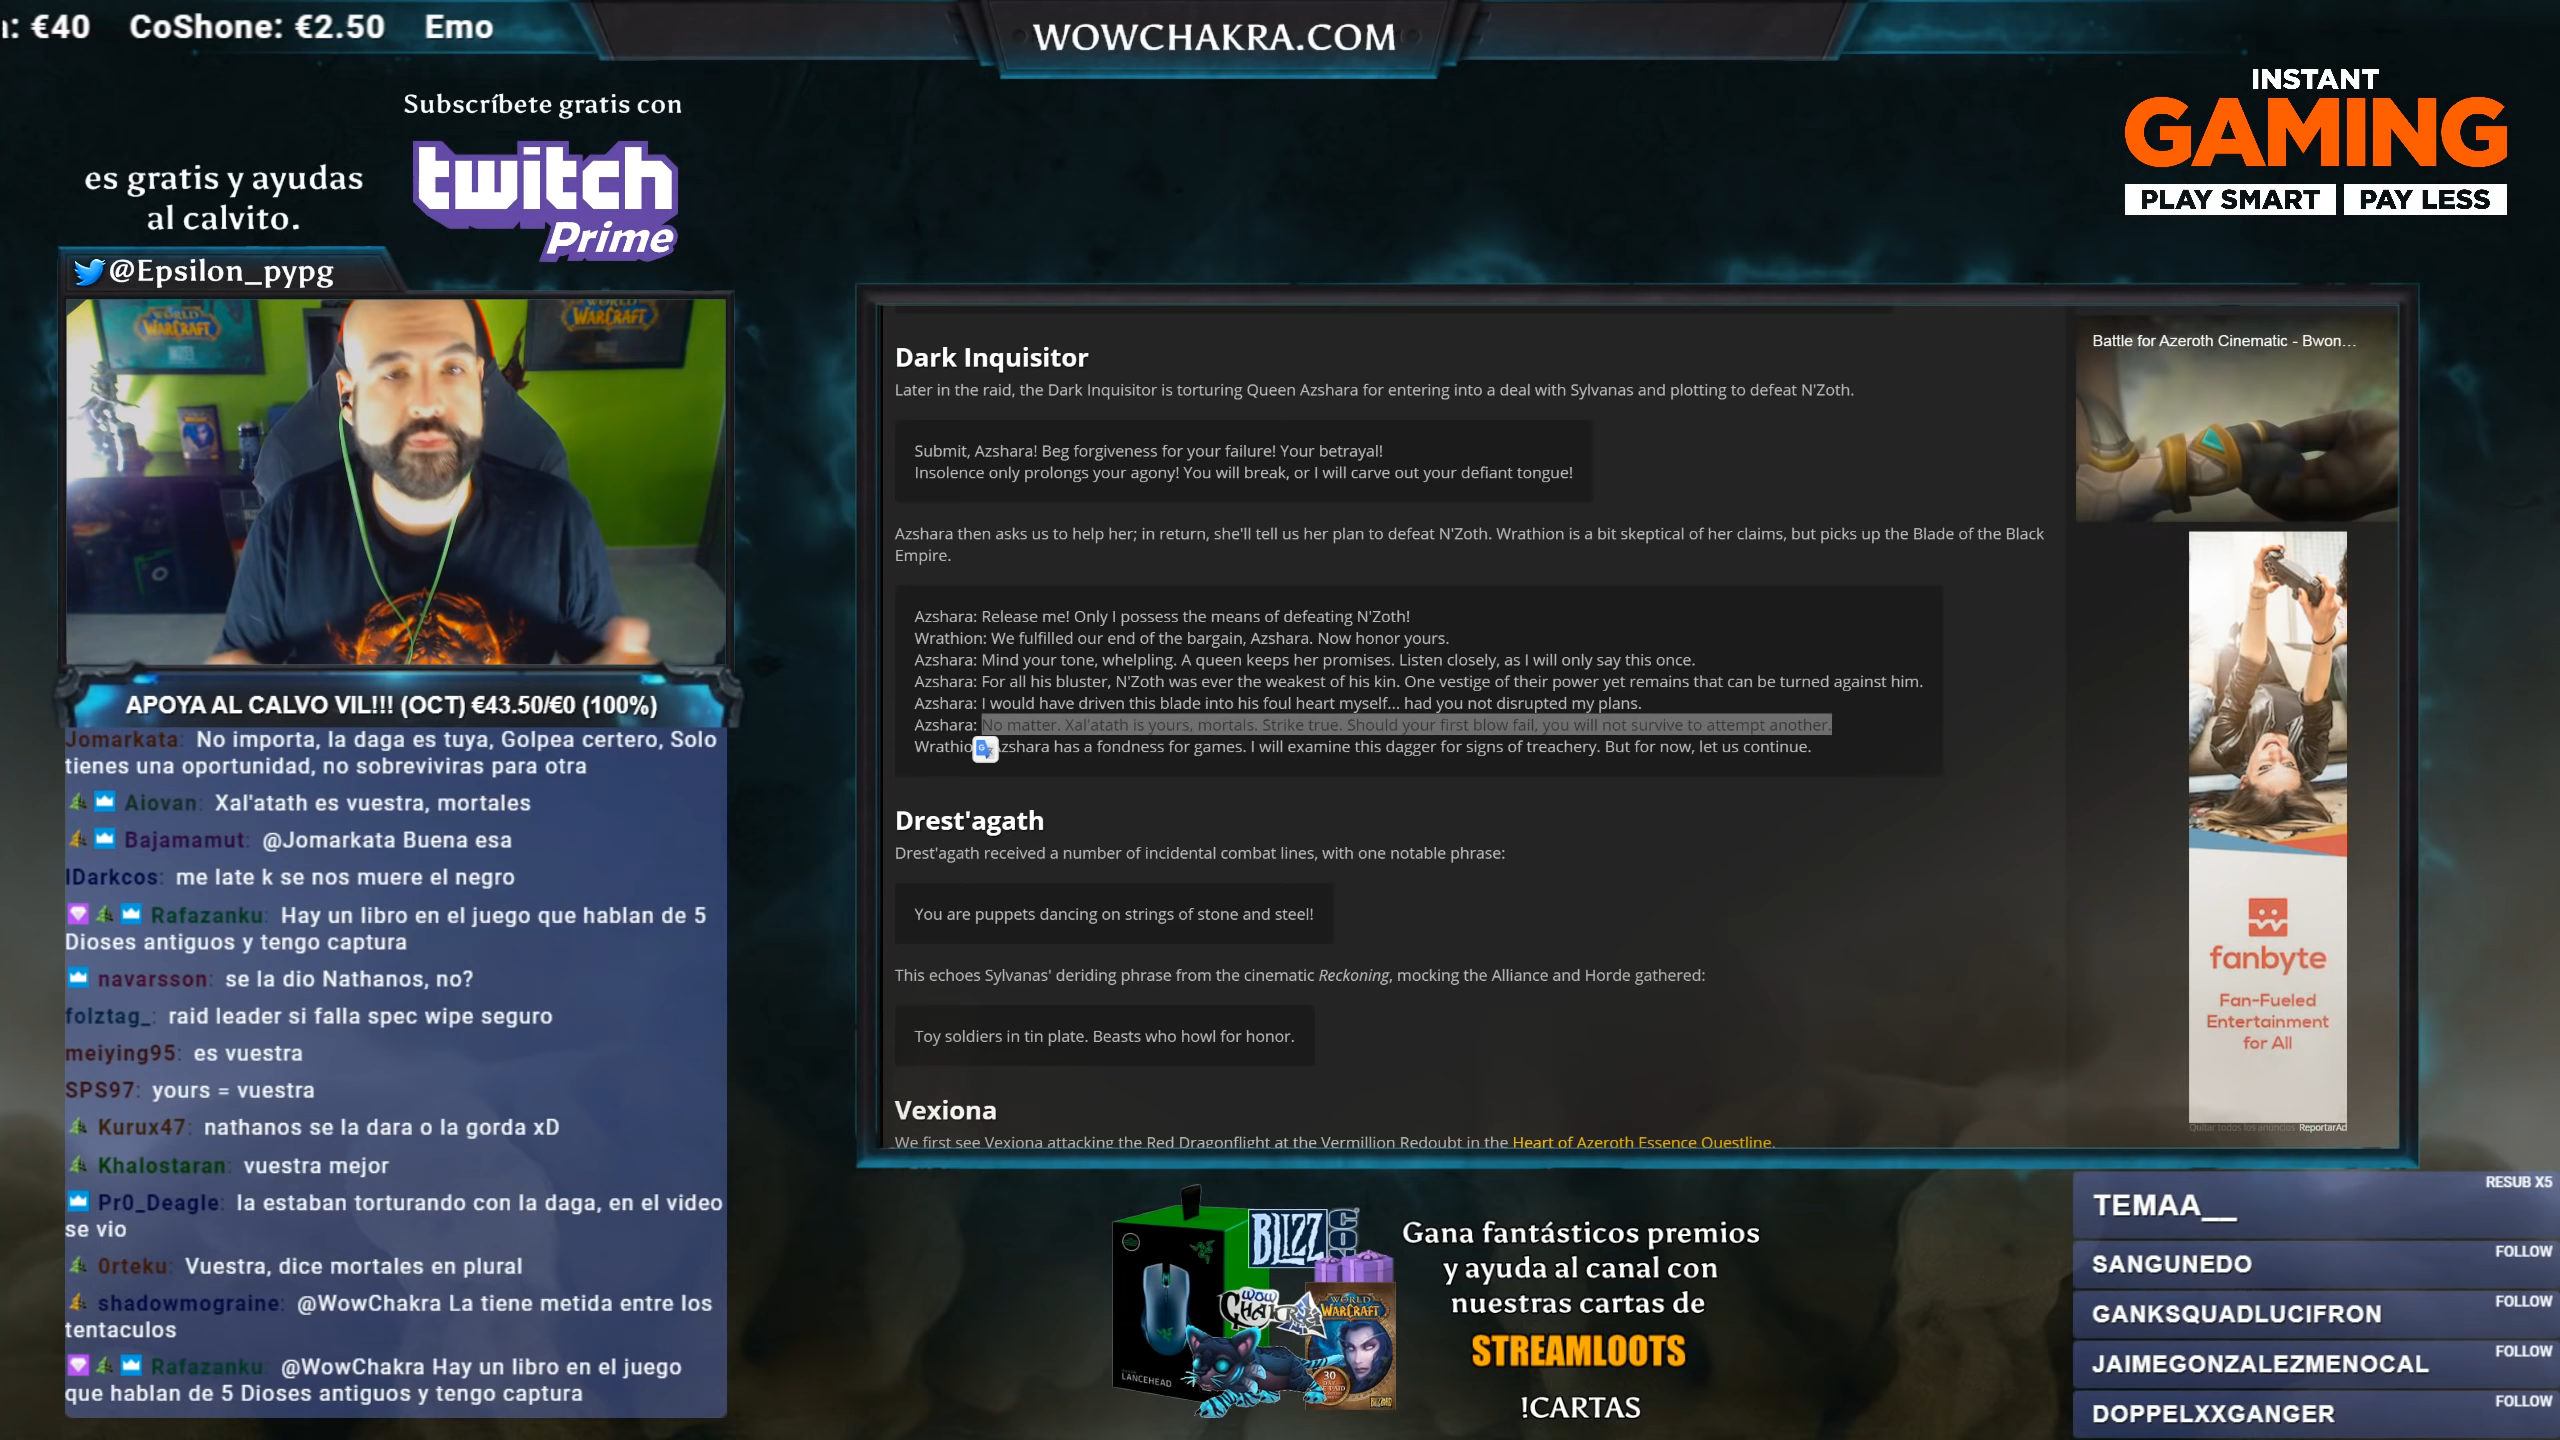 : €40 CoShone: €2.50 Emo
WOWCHAKRA.COM
INSTANT
GAMING
PLAY SMART PAY LESS
Subscríbete gratis con
twitch
Prime
es gratis y ayudas
al calvito.
@Epsilon_pypg
WORLD
WARCRAFT
WORLD
WARCRAFT
APOYA AL CALVO VIL!!! (OCT) €43.50/€0 (100%)
Jomarkata: No importa, la daga es tuya, Golpea certero, Solo
tienes una oportunidad, no sobreviviras para otra
Aiovan: Xal'atath es vuestra, mortales
Bajamamut: @Jomarkata Buena esa
IDarkcos: me late k se nos muere el negro
Rafazanku: Hay un libro en el juego que hablan de 5
Dioses antiguos y tengo captura
navarsson: se la dio Nathanos, no?
folztag_: raid leader si falla spec wipe seguro
meiying95: es vuestra
SPS97: yours = vuestra
Kurux47: nathanos se la dara o la gorda xD
Khalostaran: vuestra mejor
Pr0_Deagle: la estaban torturando con la daga, en el video
se vio
0rteku: Vuestra, dice mortales en plural
shadowmograine: @WowChakra La tiene metida entre los
tentaculos
Rafazanku: @WowChakra Hay un libro en el juego
que hablan de 5 Dioses antiguos y tengo captura
Dark Inquisitor
Later in the raid, the Dark Inquisitor is torturing Queen Azshara for entering into a deal with Sylvanas and plotting to defeat N'Zoth.
Submit, Azshara! Beg forgiveness for your failure! Your betrayal!
Insolence only prolongs your agony! You will break, or I will carve out your defiant tongue!
Azshara then asks us to help her; in return, she'll tell us her plan to defeat N'Zoth. Wrathion is a bit skeptical of her claims, but picks up the Blade of the Black
Empire.
Azshara: Release me! Only I possess the means of defeating N'Zoth!
Wrathion: We fulfilled our end of the bargain, Azshara. Now honor yours.
Azshara: Mind your tone, whelpling. A queen keeps her promises. Listen closely, as I will only say this once.
Azshara: For all his bluster, N'Zoth was ever the weakest of his kin. One vestige of their power yet remains that can be turned against him.
Azshara: I would have driven this blade into his foul heart myself... had you not disrupted my plans.
Azshara: No matter. Xal'atath is yours, mortals. Strike true. Should your first blow fail, you will not survive to attempt another.
Wrathio zshara has a fondness for games. I will examine this dagger for signs of treachery. But for now, let us continue.
Drest'agath
Drest'agath received a number of incidental combat lines, with one notable phrase:
You are puppets dancing on strings of stone and steel!
This echoes Sylvanas' deriding phrase from the cinematic Reckoning, mocking the Alliance and Horde gathered:
Toy soldiers in tin plate. Beasts who howl for honor.
Vexiona
We first see Vexiona attacking the Red Dragonflight at the Vermillion Redoubt in the Heart of Azeroth Essence Questline.
Battle for Azeroth Cinematic - Bwon...
fanbyte
Fan-Fueled
Entertainment
for All
Quitar todos los anuncios ReportarAd
BLIZZ
CON
WOW
CHAKRA
WORLD
WARCRAFT
30
LANCEHEAD
Gana fantásticos premios
y ayuda al canal con
nuestras cartas de
STREAMLOOTS
!CARTAS
TEMAA__ RESUB X5
SANGUNEDO FOLLOW
GANKSQUADLUCIFRON FOLLOW
JAIMEGONZALEZMENOCAL FOLLOW
DOPPELXXGANGER FOLLOW